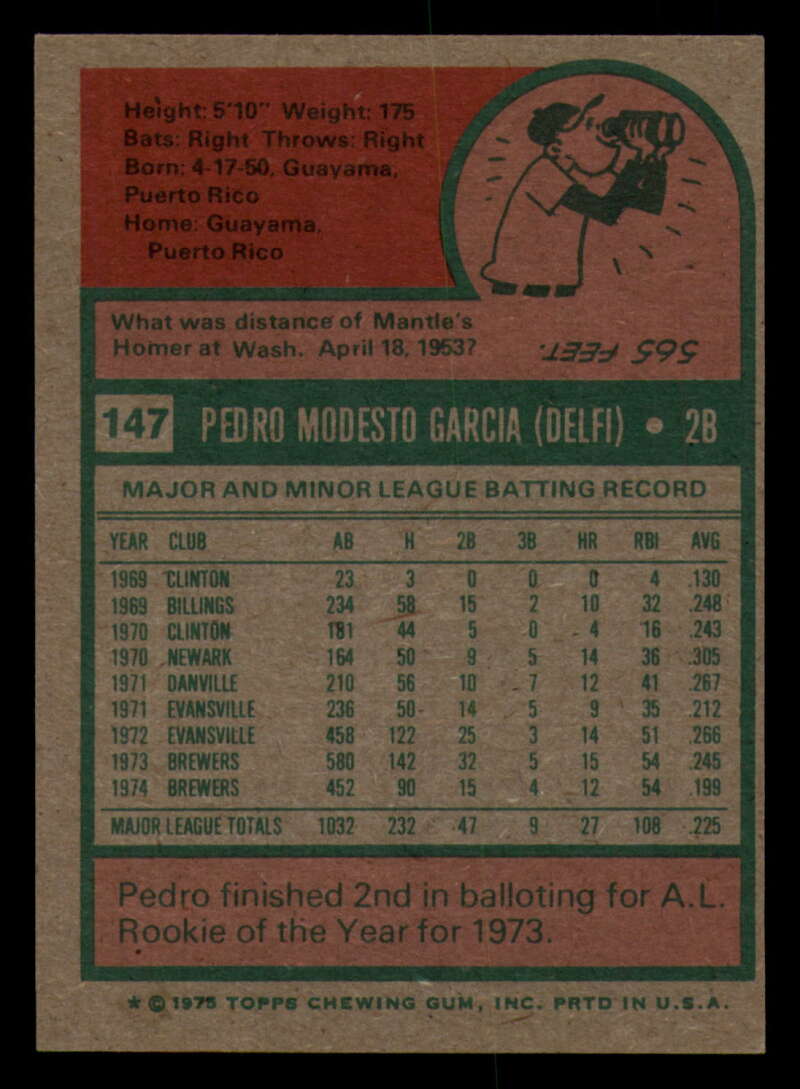 Height: 5'10" Weight: 175
Bats: Right Throws: Right
Born: 4-17-50, Guayama,
Puerto Rico
Home: Guayama,
Puerto Rico
What was distance of Mantle's
Homer at Wash. April 18, 1953?
565 FEET.
147 PEDRO MODESTO GARCIA (DELFI) • 2B
MAJOR AND MINOR LEAGUE BATTING RECORD
YEAR CLUB AB H 2B 3B HR RBI AVG
1969 CLINTON 23 3 0 0 0 4 .130
1969 BILLINGS 234 58 15 2 10 32 .248
1970 CLINTON 181 44 5 0 4 16 .243
1970 NEWARK 164 50 9 5 14 36 .305
1971 DANVILLE 210 56 10 7 12 41 .267
1971 EVANSVILLE 236 50 14 5 9 35 .212
1972 EVANSVILLE 458 122 25 3 14 51 .266
1973 BREWERS 580 142 32 5 15 54 .245
1974 BREWERS 452 90 15 4 12 54 .199
MAJOR LEAGUE TOTALS 1032 232 47 9 27 108 .225
Pedro finished 2nd in balloting for A.L.
Rookie of the Year for 1973.
★ © 1975 TOPPS CHEWING GUM, INC. PRTD IN U.S.A.